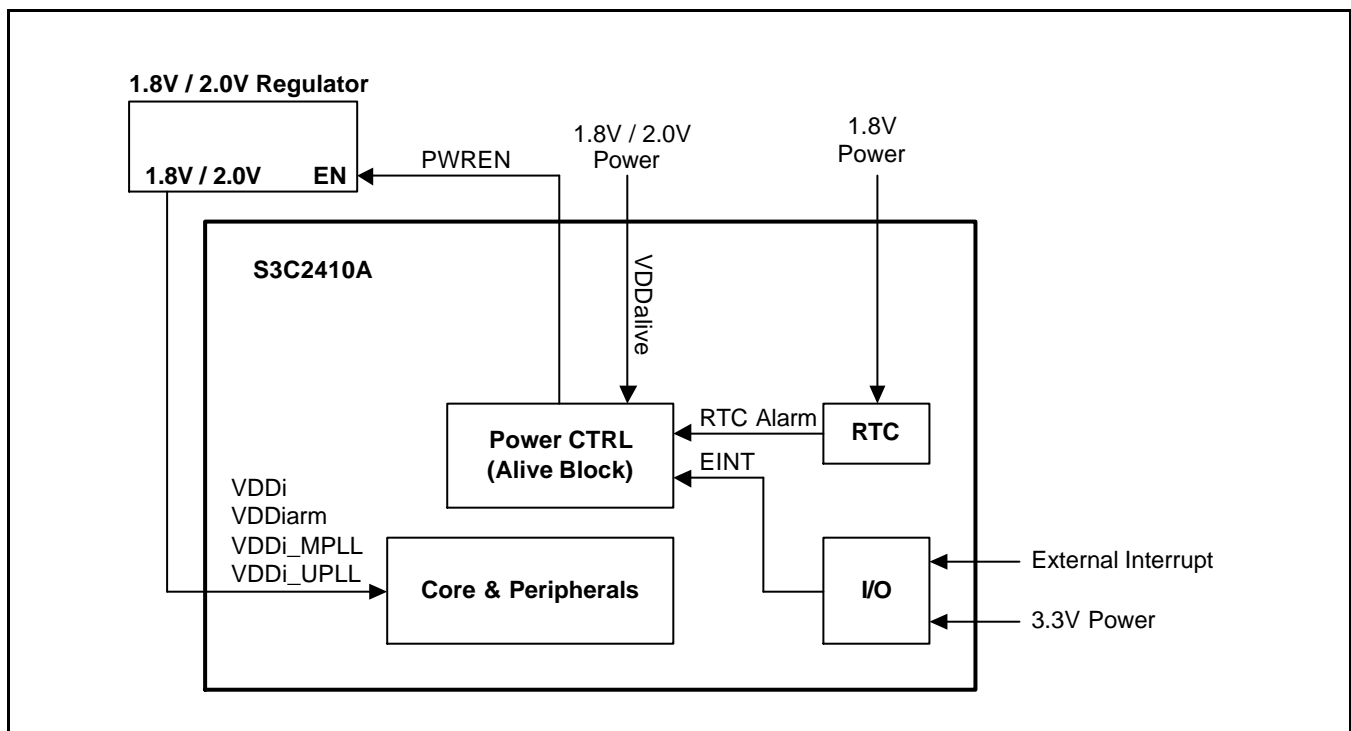 1.8V / 2.0V Regulator
1.8V / 2.0V
Power
1.8V
Power
PWREN
1.8V / 2.0V EN
S3C2410A
VDDalive
Power CTRL
(Alive Block)
RTC Alarm
RTC
EINT
VDDi
VDDiarm
VDDi_MPLL
VDDi_UPLL
Core & Peripherals
I/O
External Interrupt
3.3V Power